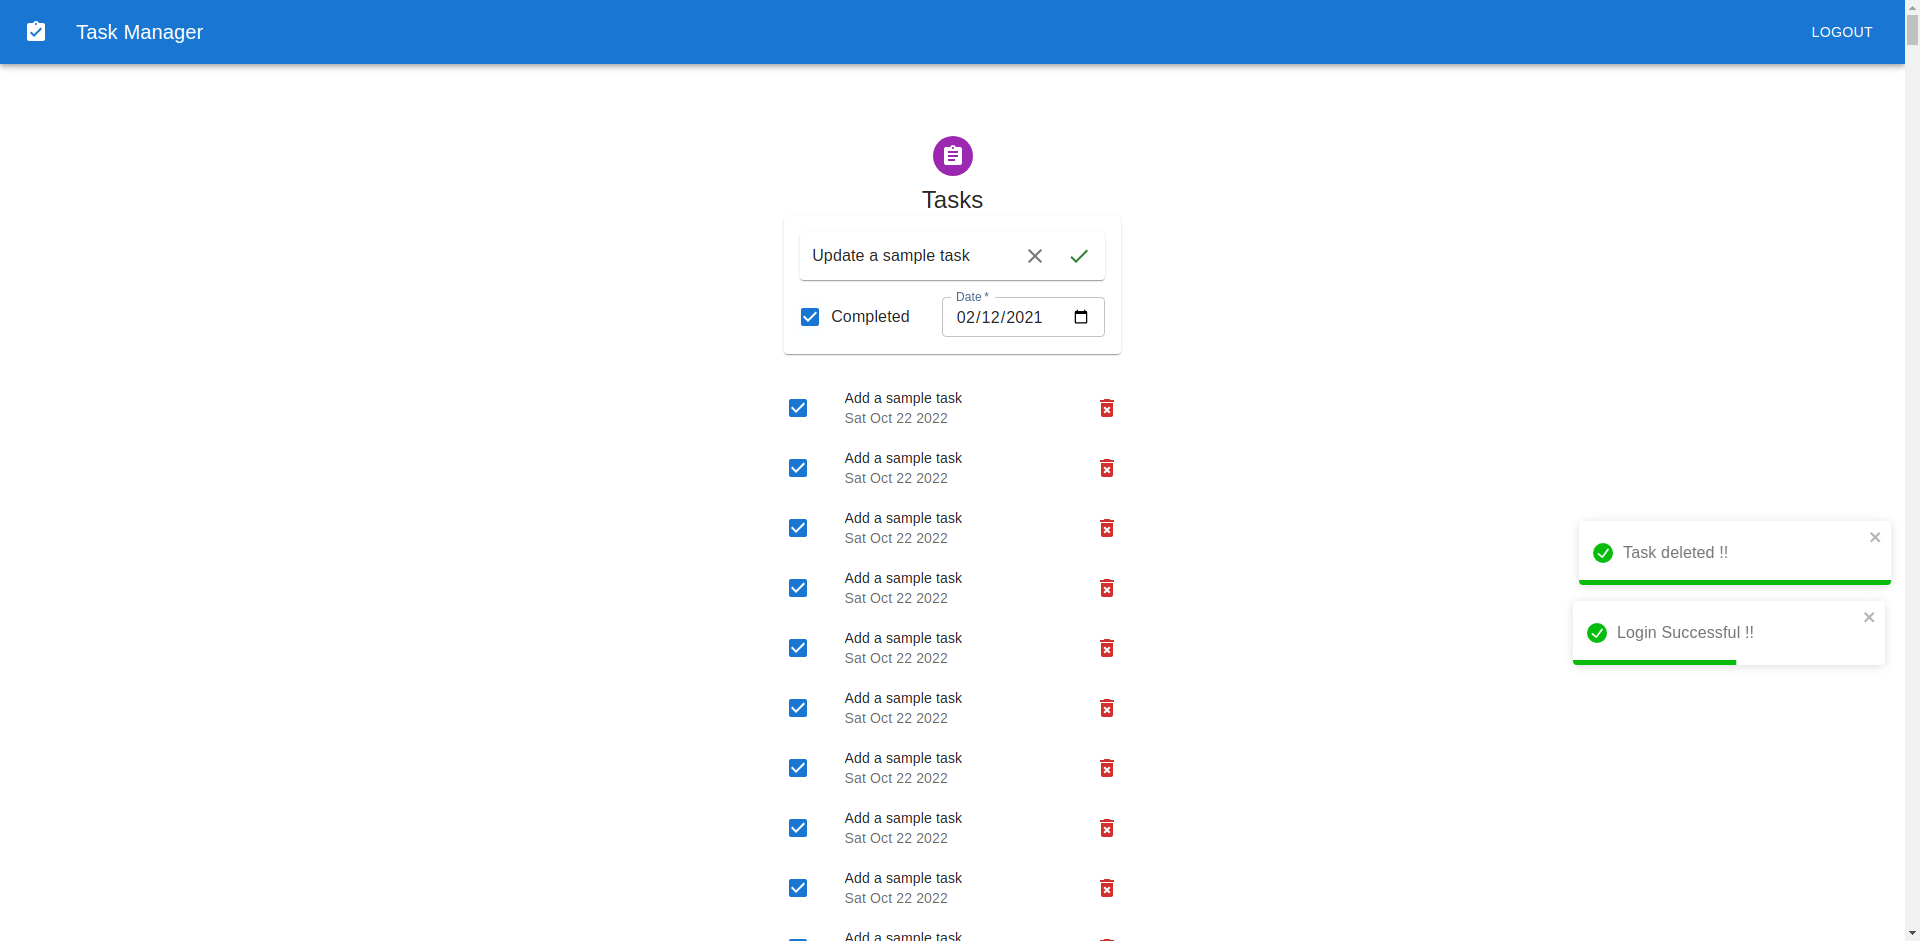 Task Manager
LOGOUT
Tasks
Update a sample task
Date *
Completed
02/12/2021
Add a sample task
Sat Oct 22 2022
Add a sample task
Sat Oct 22 2022
Add a sample task
Sat Oct 22 2022
Add a sample task
Sat Oct 22 2022
Add a sample task
Sat Oct 22 2022
Add a sample task
Sat Oct 22 2022
Add a sample task
Sat Oct 22 2022
Add a sample task
Sat Oct 22 2022
Add a sample task
Sat Oct 22 2022
Add a sample task
Task deleted !!
Login Successful !!